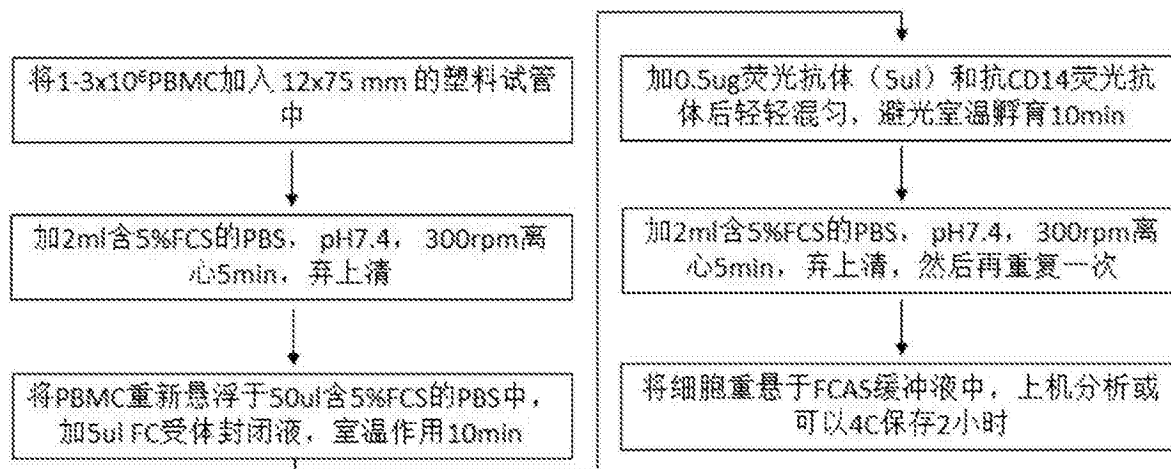 将1-3x10⁶PBMC加入 12x75 mm 的塑料试管
中
加2ml含5%FCS的PBS，pH7.4，300rpm离
心5min，弃上清
将PBMC重新悬浮于50ul含5%FCS的PBS中，
加5ul FC受体封闭液，室温作用10min
加0.5ug荧光抗体（5ul）和抗CD14荧光抗
体后轻轻混匀，避光室温孵育10min
加2ml含5%FCS的PBS，pH7.4，300rpm离
心5min，弃上清，然后再重复一次
将细胞重悬于FCAS缓冲液中，上机分析或
可以4C保存2小时